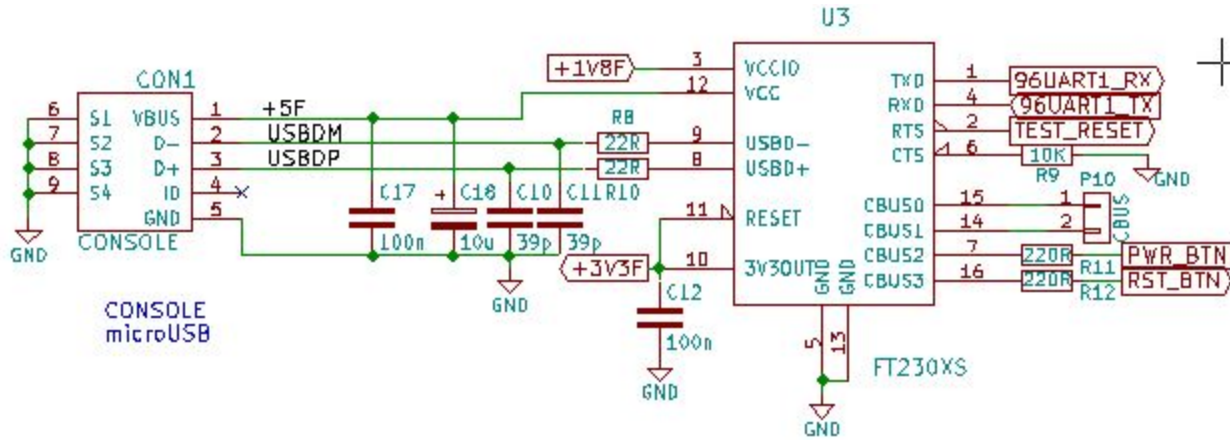 U3
CON1
6 S1 VBUS 1 +5F
7 S2 D- 2 USBDM
8 S3 D+ 3 USBDP
9 S4 ID 4
GND 5
CONSOLE
GND
CONSOLE
microUSB
C17
100n
+ C18
10u
C10
39p
C11
39p
GND
R8
22R
22R
R10
+1V8F 3 VCCIO
12 VCC
9 USBD-
8 USBD+
11 RESET
+3V3F 10 3V3OUT
C12
100n
GND
GND GND
5 13
GND
FT230XS
TXD 1 96UART1_RX
RXD 4 96UART1_TX
RTS 2 TEST_RESET
CTS 6 10K
R9
GND
P10
CBUS0 15 1
CBUS1 14 2
CBUS
CBUS2 7 220R PWR_BTN
R11
CBUS3 16 220R RST_BTN
R12